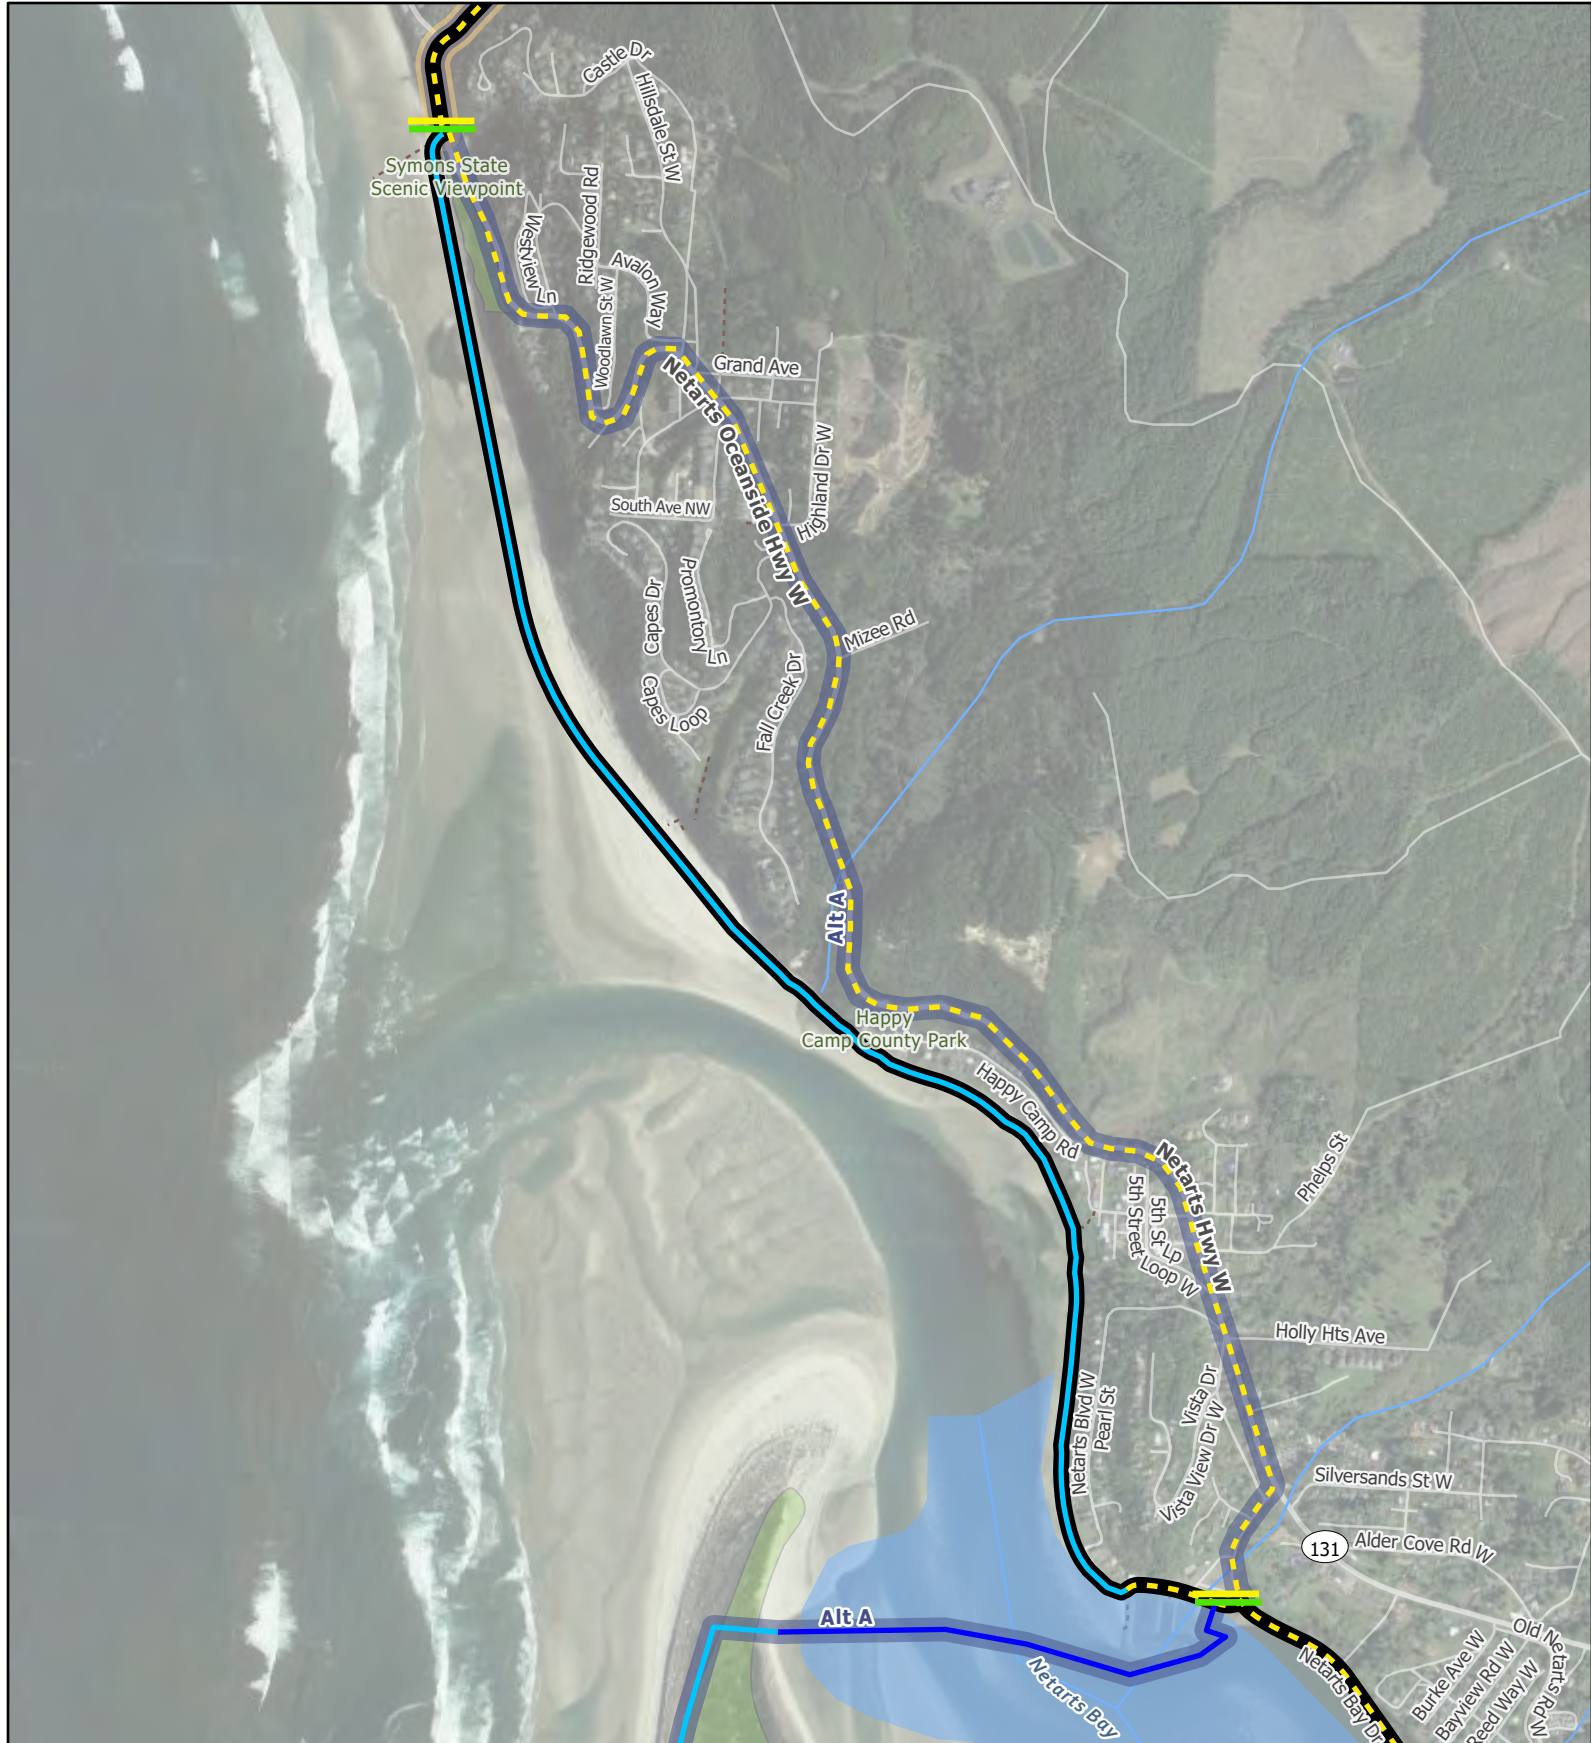 Castle Dr
Hillsdale St W
Symons State
Scenic Viewpoint
Ridgewood Rd
Westview Ln
Avalon Way
Woodlawn St W
Grand Ave
Netarts Oceanside Hwy W
Highland Dr W
South Ave NW
Promontory Ln
Capes Dr
Mizee Rd
Capes Loop
Fall Creek Dr
Alt A
Happy
Camp County Park
Happy Camp Rd
Netarts Hwy W
Phelps St
5th Street
Loop W
5th St Lp
Holly Hts Ave
Netarts Blvd W
Pearl St
Vista Dr
Vista View Dr W
Silversands St W
131
Alder Cove Rd W
Alt A
Netarts Bay
Netarts Bay Dr
Old Netarts Rd W
Burke Ave W
Bayview Rd W
Reed Way W